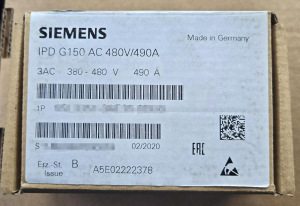 SIEMENS
Made in Germany
IPD G150 AC 480V/490A
3AC - 380 - 480 V 490 A
1P
S
02/2020
EAC
Erz.-St. B
Issue
A5E02222378